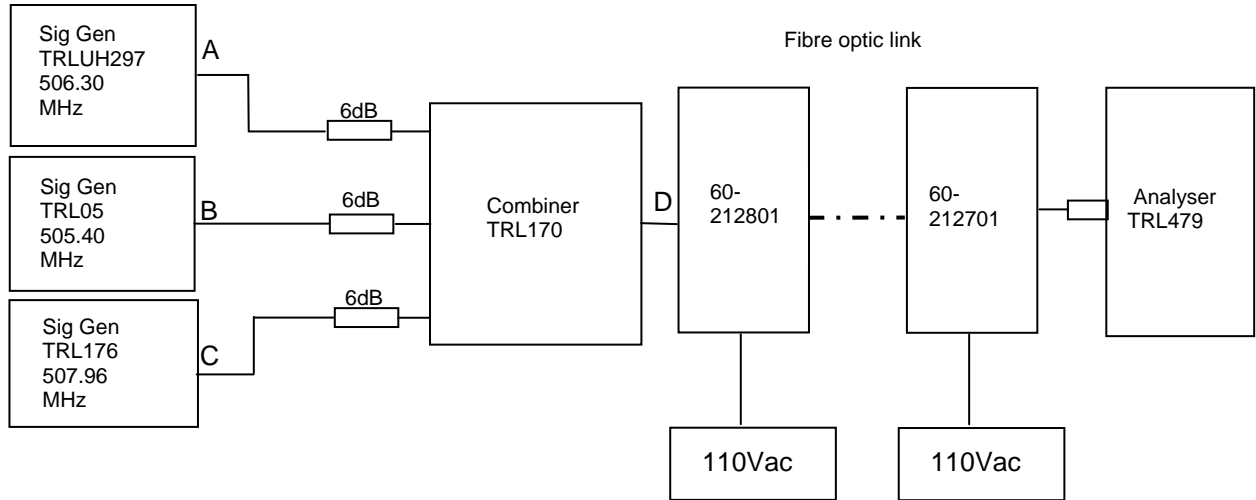 Sig Gen
TRLUH297
506.30
MHz
A
6dB
Sig Gen
TRL05
505.40
MHz
B
6dB
Sig Gen
TRL176
507.96
MHz
C
6dB
Combiner
TRL170
D
Fibre optic link
60-
212801
60-
212701
Analyser
TRL479
110Vac
110Vac